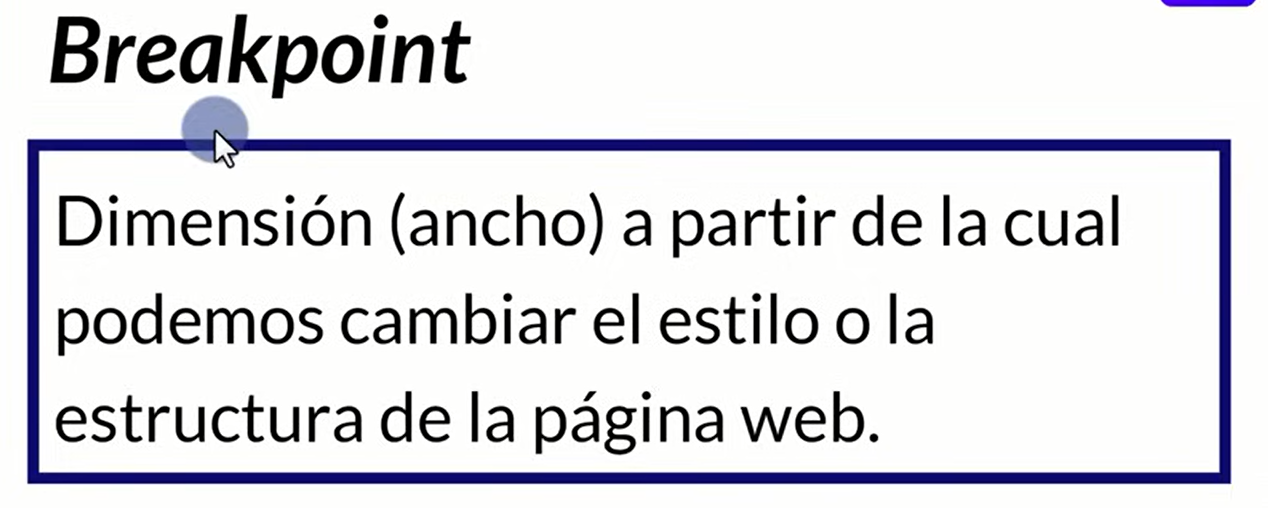 Breakpoint
Dimensión (ancho) a partir de la cual
podemos cambiar el estilo o la
estructura de la página web.